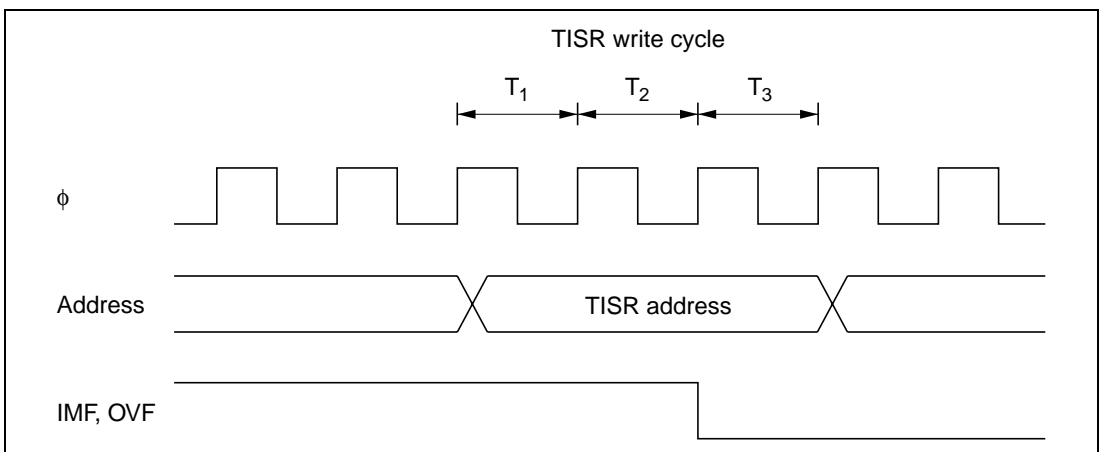 TISR write cycle
T1 T2 T3
ϕ
Address TISR address
IMF, OVF